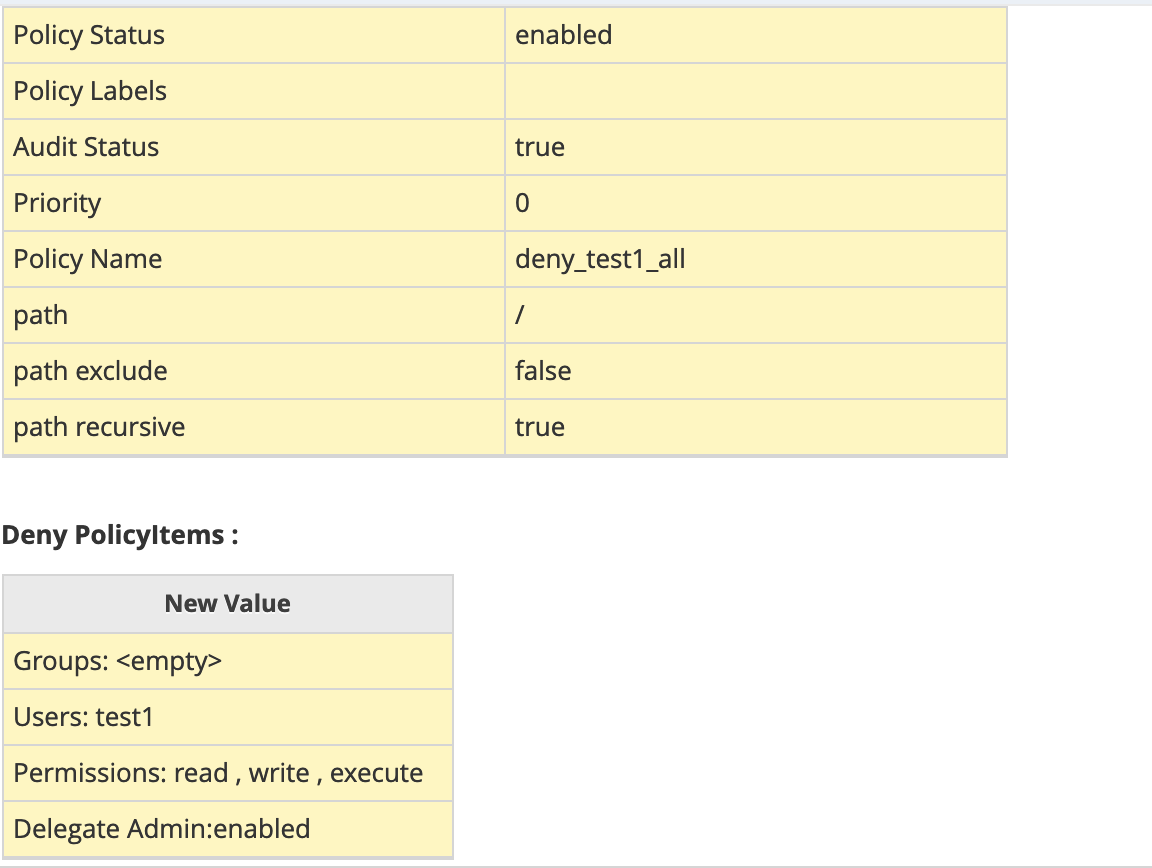 Policy Status enabled
Policy Labels
Audit Status true
Priority 0
Policy Name deny_test1_all
path /
path exclude false
path recursive true
Deny PolicyItems :
New Value
Groups: <empty>
Users: test1
Permissions: read , write , execute
Delegate Admin:enabled